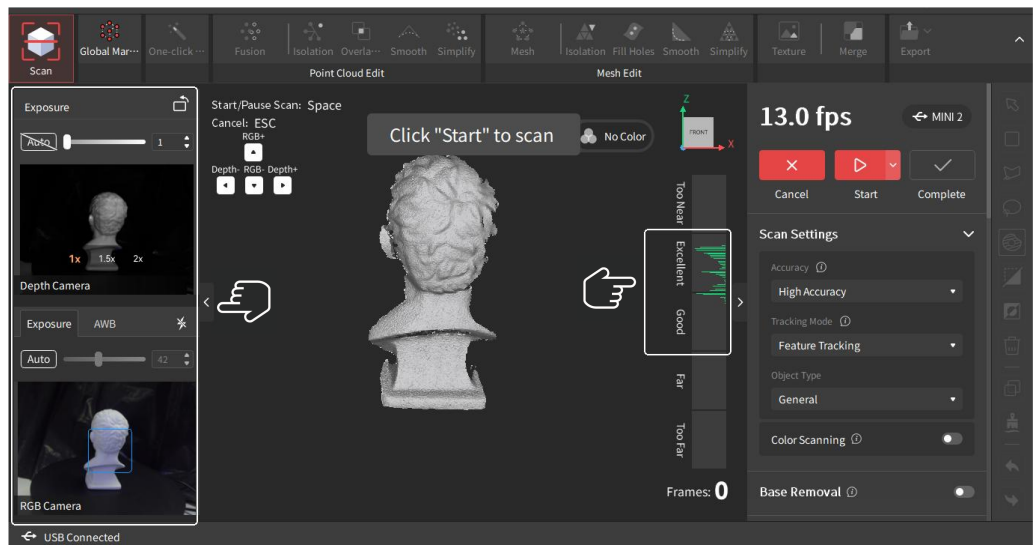 Scan
Global Mar···
One-click ···
Fusion
Isolation
Overla···
Smooth
Simplify
Point Cloud Edit
Mesh
Isolation
Fill Holes
Smooth
Simplify
Mesh Edit
Texture
Merge
Export
Exposure
Auto
1
1x 1.5x 2x
Depth Camera
Exposure AWB
Auto
42
RGB Camera
USB Connected
Start/Pause Scan: Space
Cancel: ESC
RGB+
Depth- RGB- Depth+
Click "Start" to scan
No Color
Z
FRONT
X
Too Near
Excellent
Good
Far
Too Far
Frames: 0
13.0 fps
MINI 2
Cancel
Start
Complete
Scan Settings
Accuracy
High Accuracy
Tracking Mode
Feature Tracking
Object Type
General
Color Scanning
Base Removal